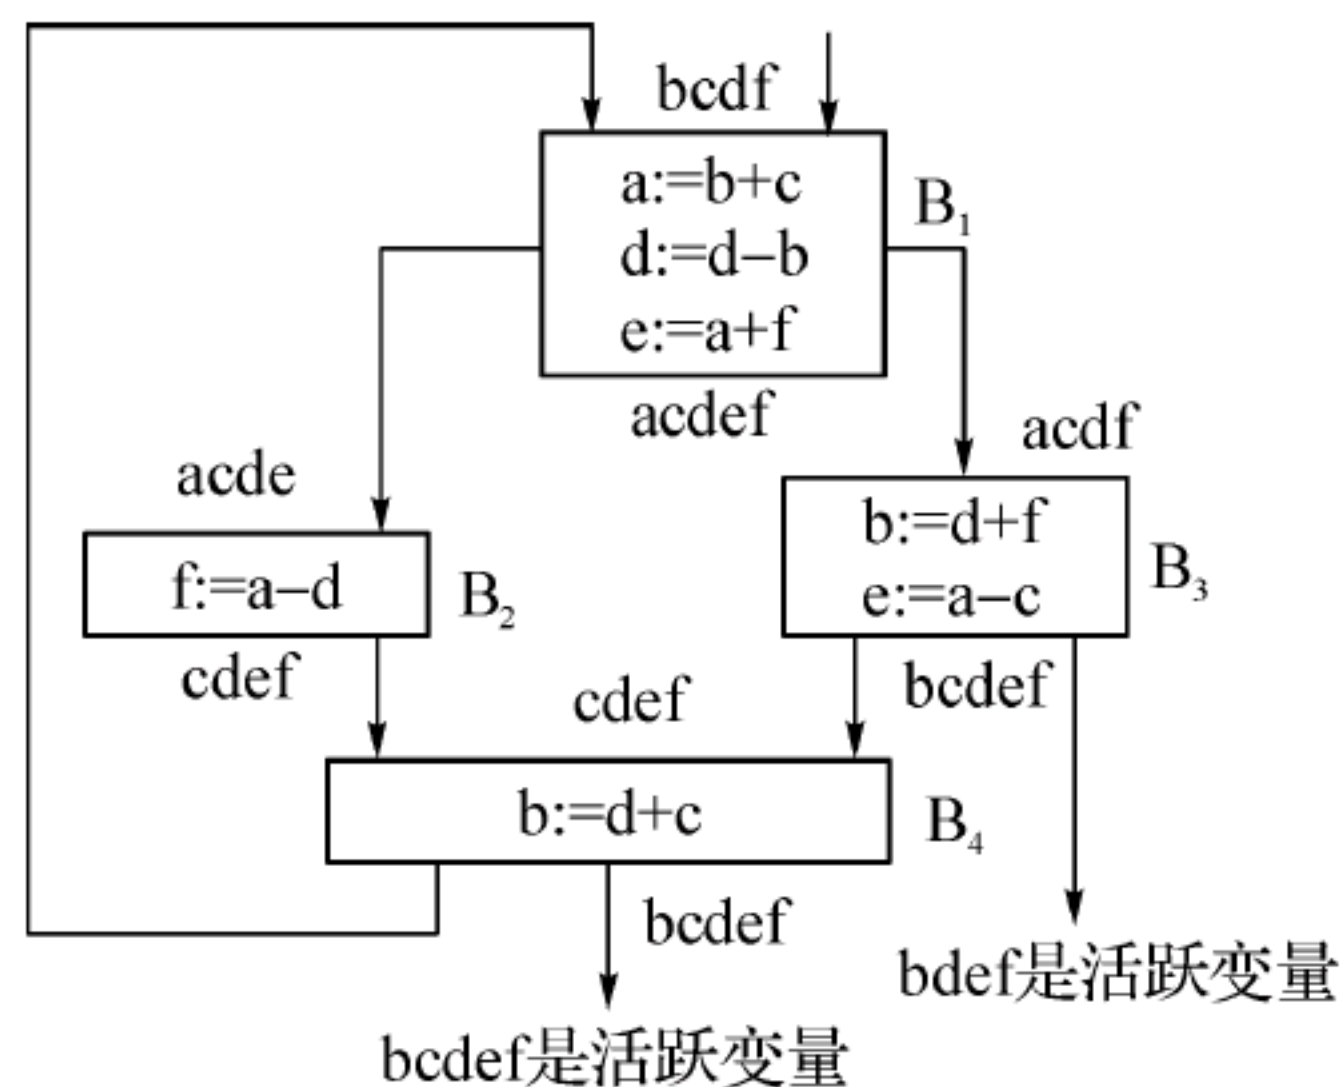 bcdf
a:=b+c
d:=d−b
e:=a+f
B₁
acdef
acdf
acde
b:=d+f
e:=a−c
B₃
f:=a−d
B₂
cdef
cdef
bcdef
b:=d+c
B₄
bcdef
bdef是活跃变量
bcdef是活跃变量